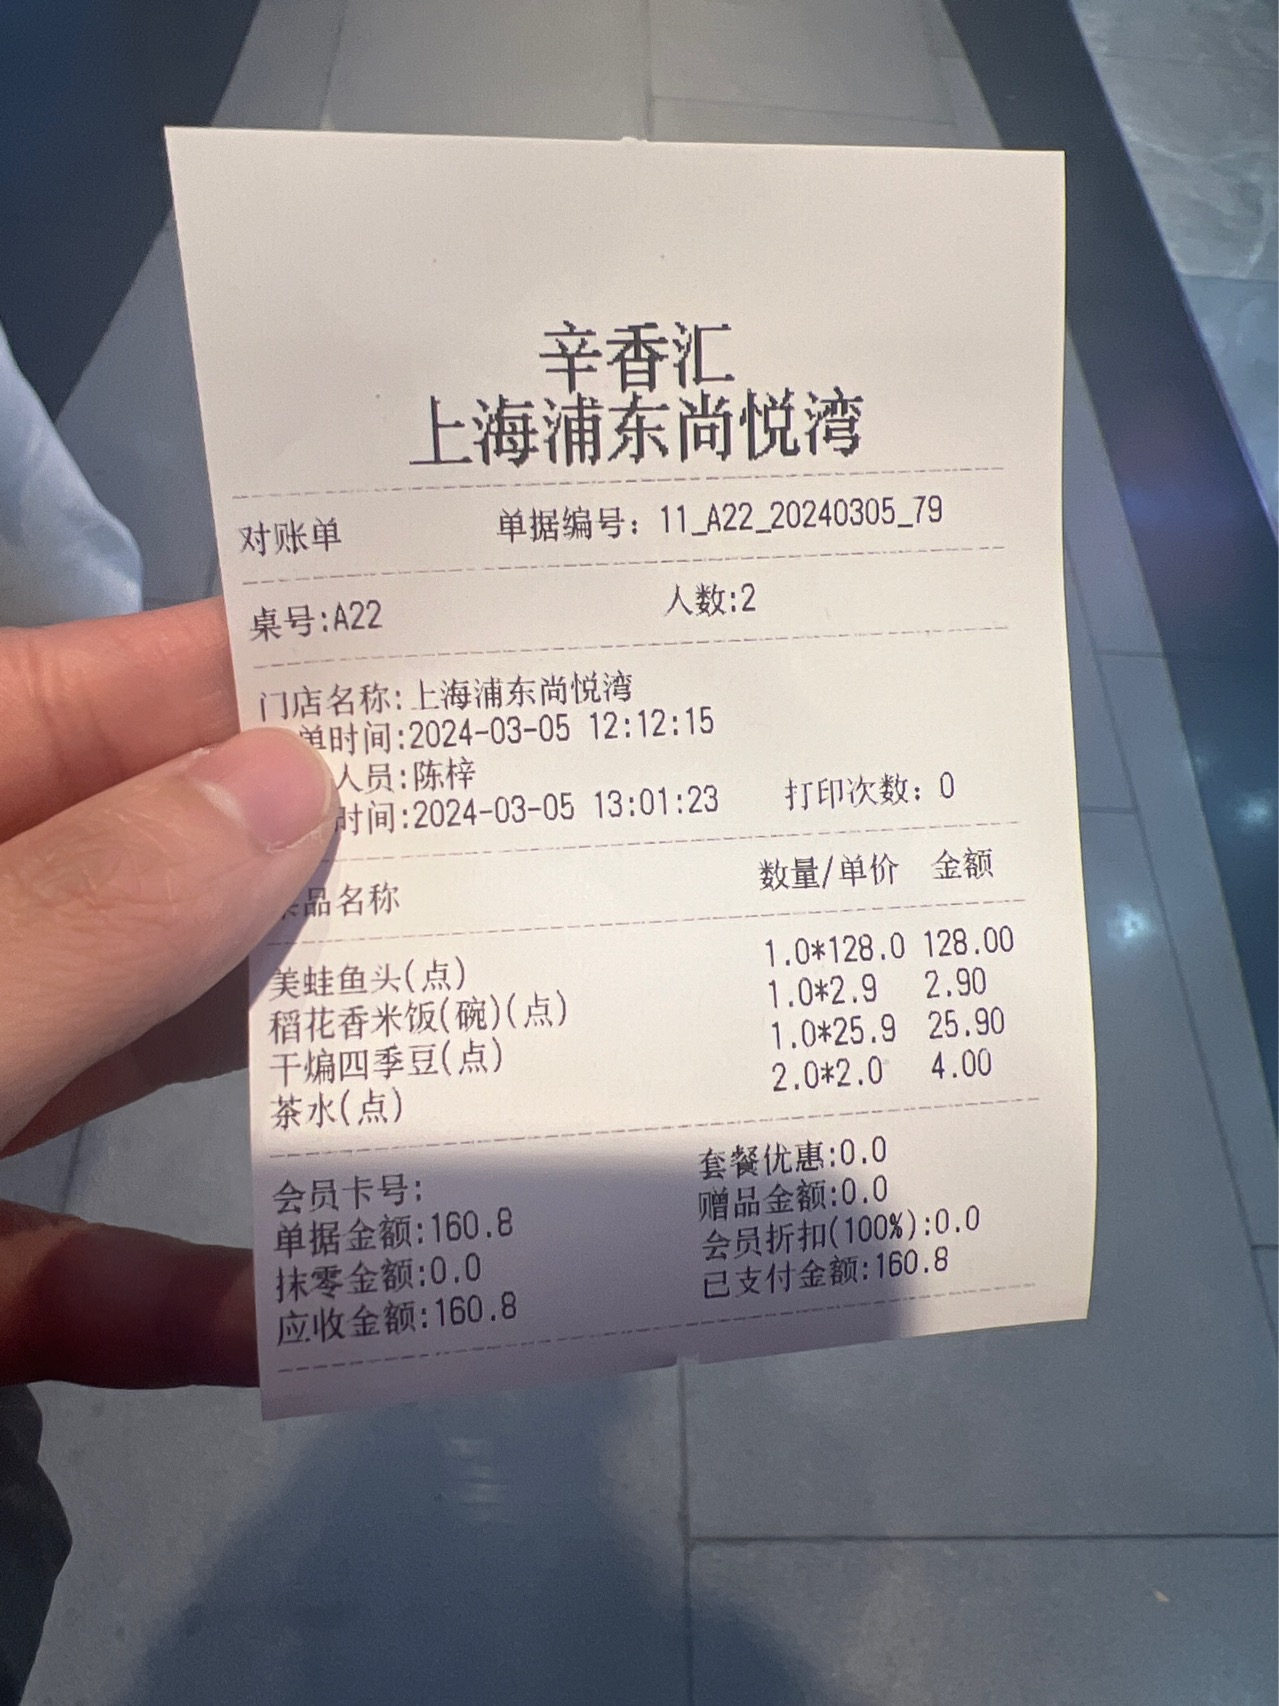 辛香汇
上海浦东尚悦湾
对账单 单据编号：11_A22_20240305_79
桌号:A22 人数:2
门店名称:上海浦东尚悦湾
单时间:2024-03-05 12:12:15
人员:陈梓
时间:2024-03-05 13:01:23 打印次数：0
品名称 数量/单价 金额
美蛙鱼头(点) 1.0*128.0 128.00
稻花香米饭(碗)(点) 1.0*2.9 2.90
干煸四季豆(点) 1.0*25.9 25.90
茶水(点) 2.0*2.0 4.00
会员卡号: 套餐优惠:0.0
单据金额:160.8 赠品金额:0.0
抹零金额:0.0 会员折扣(100%):0.0
应收金额:160.8 已支付金额:160.8